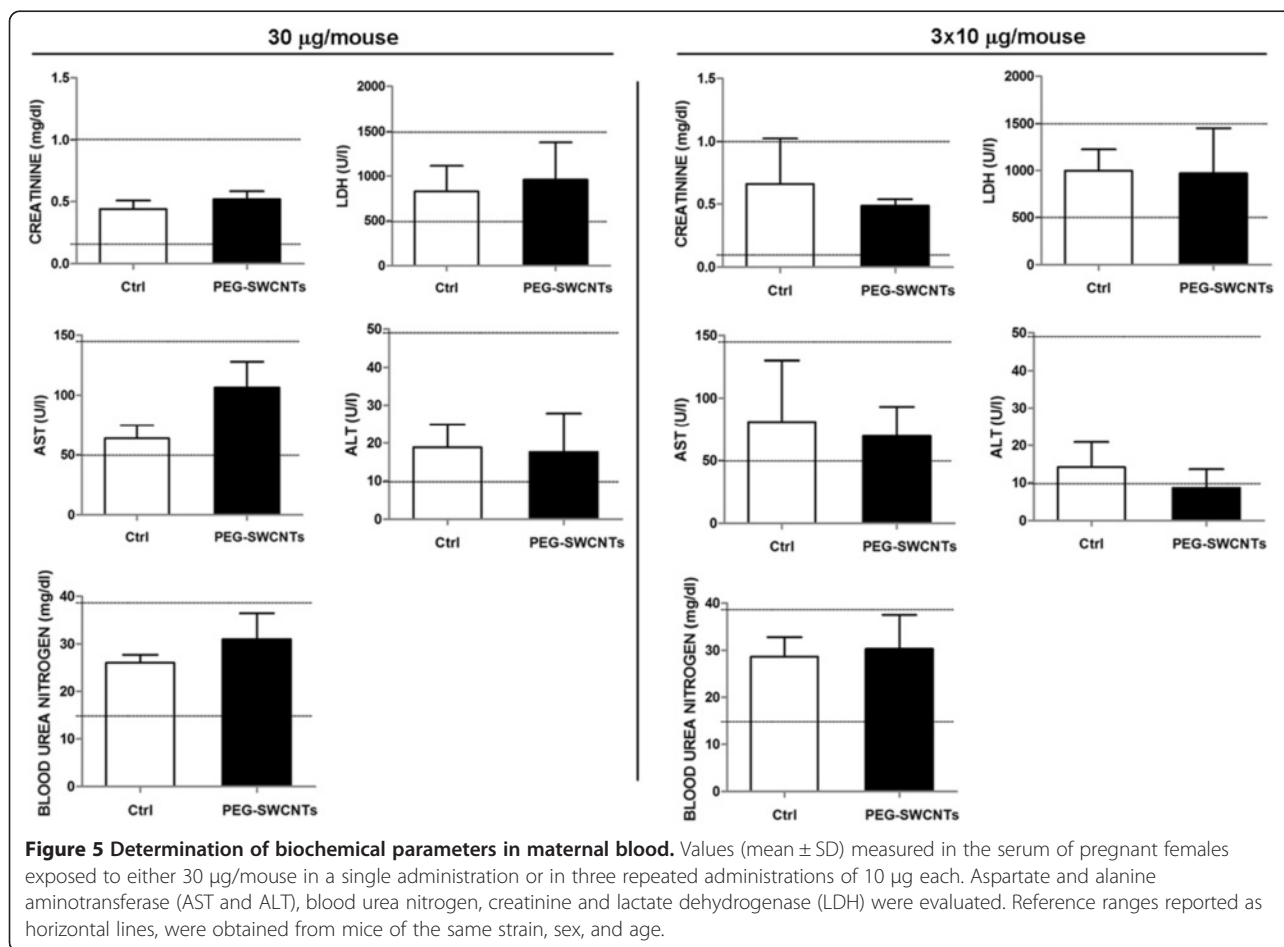 30 µg/mouse
3x10 µg/mouse
CREATININE (mg/dl)
1.5
1.0
0.5
0.0
Ctrl
PEG-SWCNTs
LDH (U/l)
2000
1500
1000
500
0
Ctrl
PEG-SWCNTs
CREATININE (mg/dl)
1.5
1.0
0.5
0.0
Ctrl
PEG-SWCNTs
LDH (U/l)
2000
1500
1000
500
0
Ctrl
PEG-SWCNTs
AST (U/l)
150
100
50
0
Ctrl
PEG-SWCNTs
ALT (U/l)
50
40
30
20
10
0
Ctrl
PEG-SWCNTs
AST (U/l)
150
100
50
0
Ctrl
PEG-SWCNTs
ALT (U/l)
50
40
30
20
10
0
Ctrl
PEG-SWCNTs
BLOOD UREA NITROGEN (mg/dl)
40
30
20
10
0
Ctrl
PEG-SWCNTs
BLOOD UREA NITROGEN (mg/dl)
40
30
20
10
0
Ctrl
PEG-SWCNTs
Figure 5 Determination of biochemical parameters in maternal blood. Values (mean ± SD) measured in the serum of pregnant females
exposed to either 30 µg/mouse in a single administration or in three repeated administrations of 10 µg each. Aspartate and alanine
aminotransferase (AST and ALT), blood urea nitrogen, creatinine and lactate dehydrogenase (LDH) were evaluated. Reference ranges reported as
horizontal lines, were obtained from mice of the same strain, sex, and age.